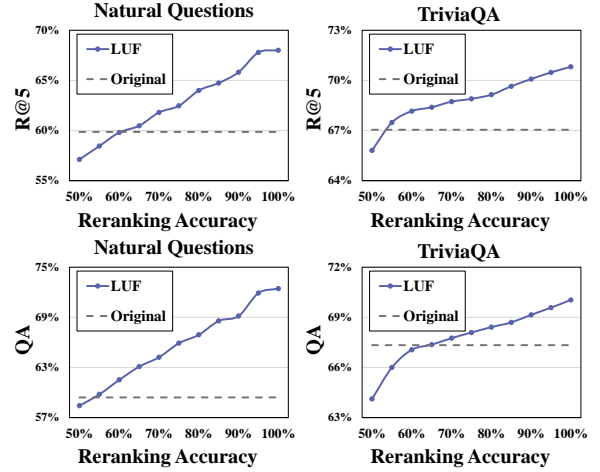 Natural Questions
70%
65%
60%
55%
R@5
LUF
Original
50% 60% 70% 80% 90% 100%
Reranking Accuracy
TriviaQA
73%
70%
67%
64%
R@5
LUF
Original
50% 60% 70% 80% 90% 100%
Reranking Accuracy
Natural Questions
75%
69%
63%
57%
QA
LUF
Original
50% 60% 70% 80% 90% 100%
Reranking Accuracy
TriviaQA
72%
69%
66%
63%
QA
LUF
Original
50% 60% 70% 80% 90% 100%
Reranking Accuracy